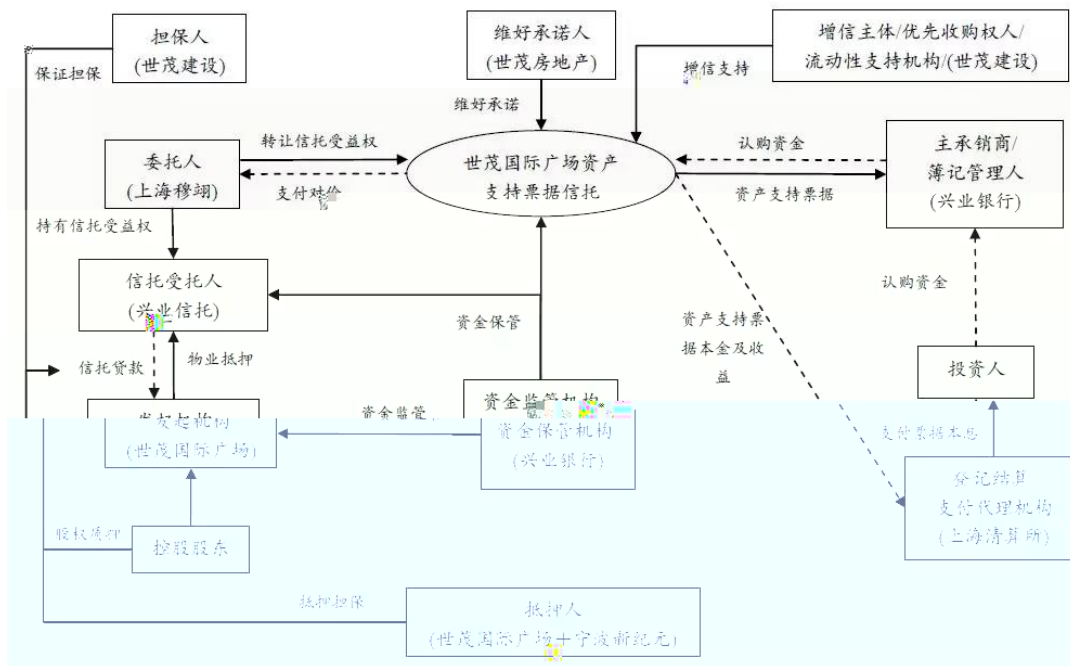 担保人
(世茂建设)
维好承诺人
(世茂房地产)
增信主体/优先收购权人/
流动性支持机构/(世茂建设)
保证担保
增信支持
维好承诺
转让信托受益权
认购资金
委托人
(上海穆翊)
世茂国际广场资产
支持票据信托
主承销商/
簿记管理人
(兴业银行)
支付对价
资产支持票据
持有信托受益权
信托受托人
(兴业信托)
认购资金
资金保管
资产支持票
据本金及收
益
物业抵押
信托贷款
投资人
资金监管机构
资金监管
发起机构
(世茂国际广场)
资金保管机构
(兴业银行)
支付票据本息
登记结算
支付代理机构
(上海清算所)
股权质押
控股股东
抵押担保
抵押人
(世茂国际广场+宁波新纪元)